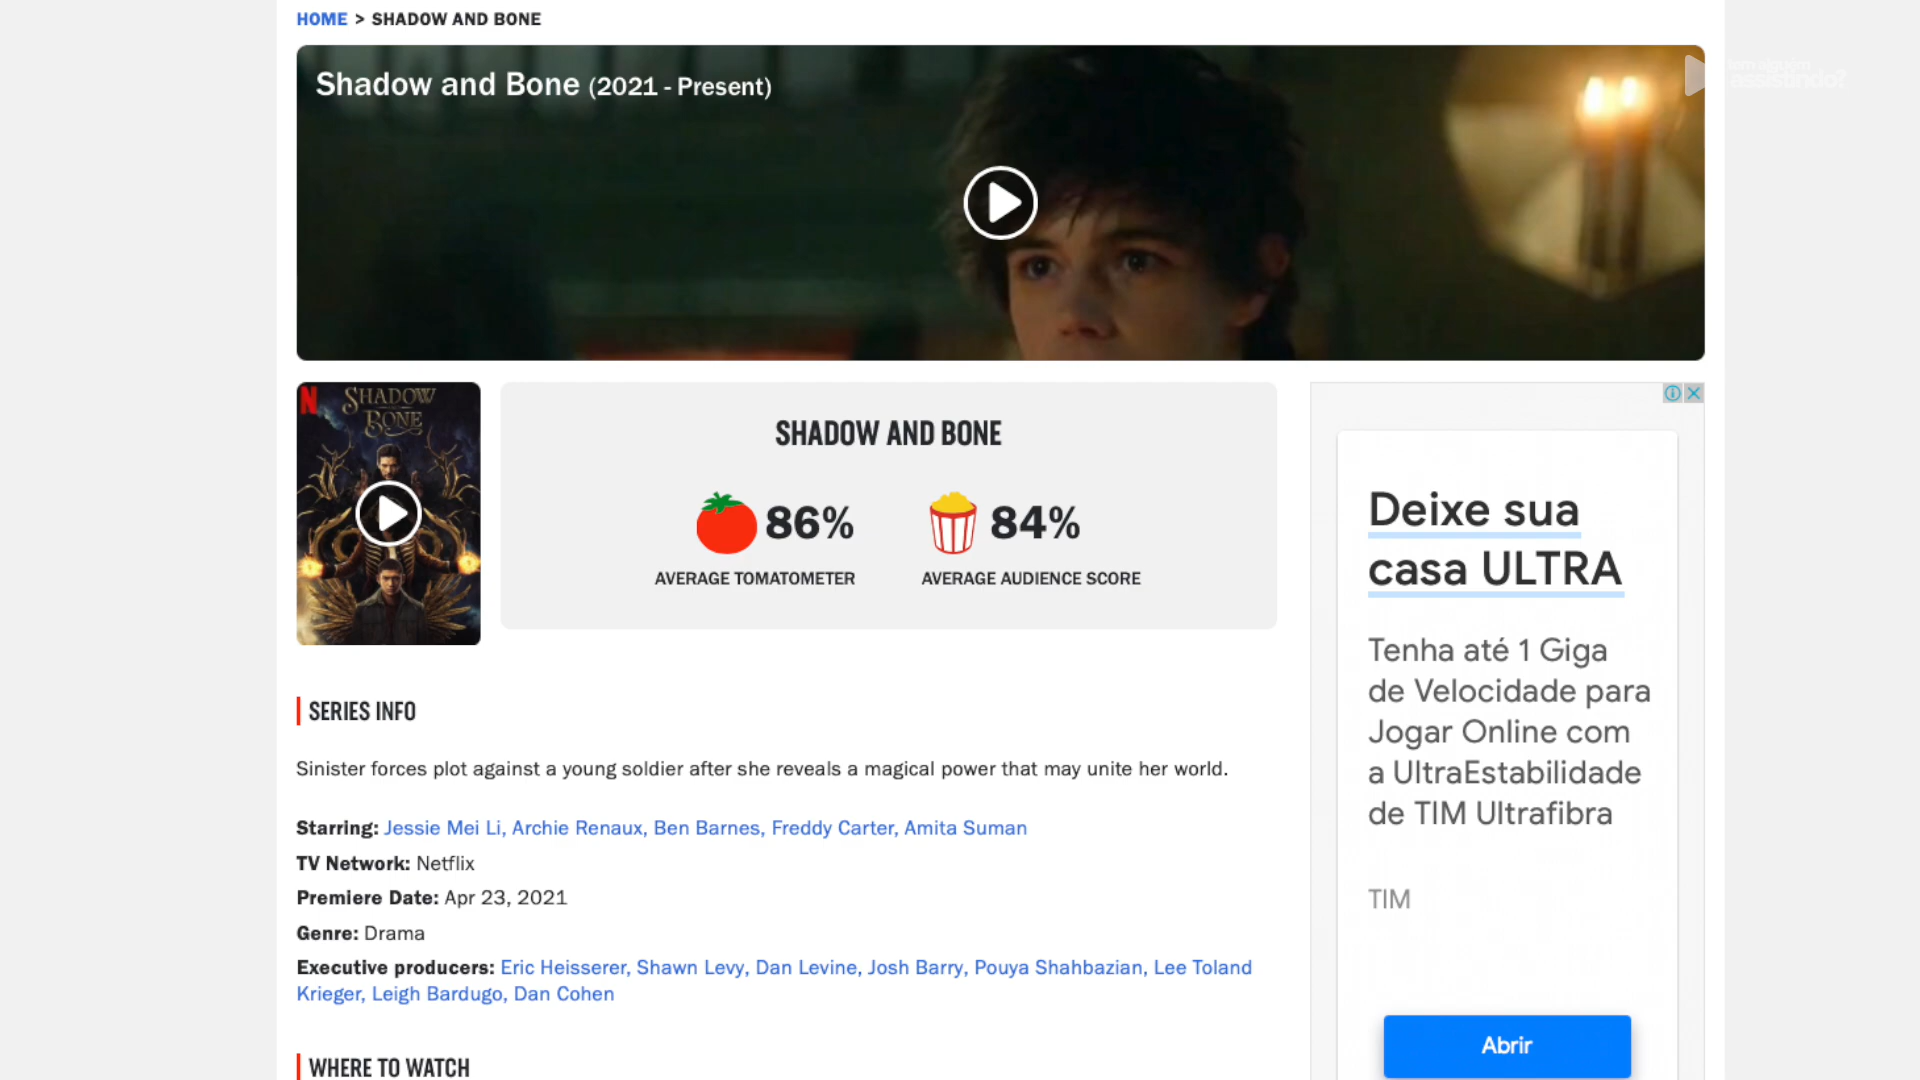 HOME > SHADOW AND BONE
Shadow and Bone (2021 - Present)
tem alguém
assistindo?
N
SHADOW
AND
BONE
SHADOW AND BONE
86%
84%
AVERAGE TOMATOMETER
AVERAGE AUDIENCE SCORE
SERIES INFO
Sinister forces plot against a young soldier after she reveals a magical power that may unite her world.
Starring: Jessie Mei Li, Archie Renaux, Ben Barnes, Freddy Carter, Amita Suman
TV Network: Netflix
Premiere Date: Apr 23, 2021
Genre: Drama
Executive producers: Eric Heisserer, Shawn Levy, Dan Levine, Josh Barry, Pouya Shahbazian, Lee Toland
Krieger, Leigh Bardugo, Dan Cohen
WHERE TO WATCH
Deixe sua
casa ULTRA
Tenha até 1 Giga
de Velocidade para
Jogar Online com
a UltraEstabilidade
de TIM Ultrafibra
TIM
Abrir